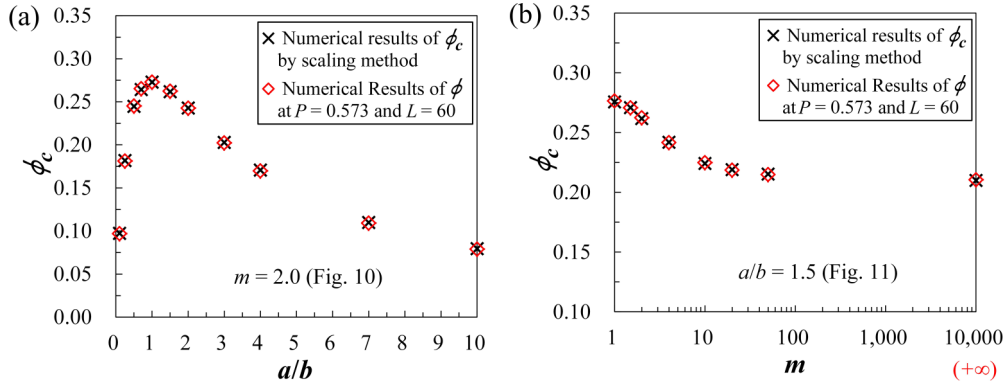 (a)
0.35
0.30
0.25
0.20
0.15
0.10
0.05
0.00
ϕc
× Numerical results of ϕc
by scaling method
◇ Numerical Results of ϕ
at P = 0.573 and L = 60
m = 2.0 (Fig. 10)
0 1 2 3 4 5 6 7 8 9 10
a/b
(b)
0.35
0.30
0.25
0.20
0.15
0.10
ϕc
× Numerical results of ϕc
by scaling method
◇ Numerical Results of ϕ
at P = 0.573 and L = 60
a/b = 1.5 (Fig. 11)
1 10 100 1,000 10,000
(+∞)
m